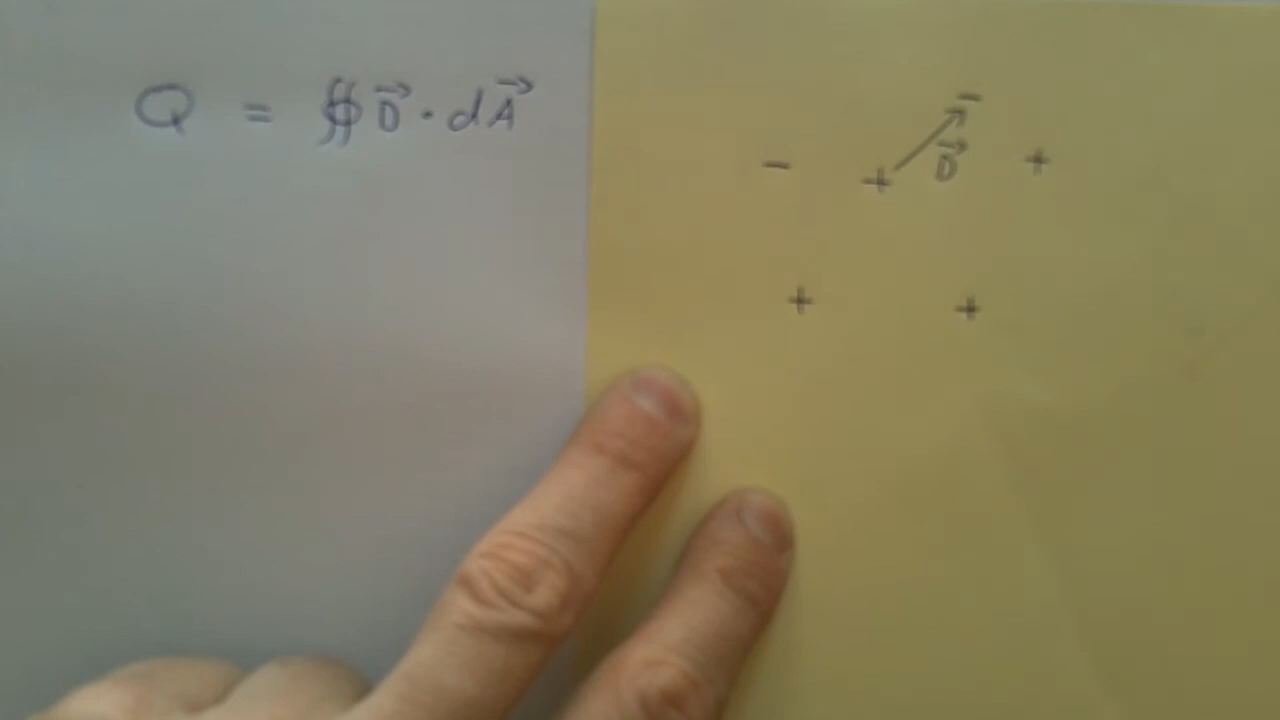 Q = ∯ D⃗ · dA⃗
−
− + D⃗ +
+ +